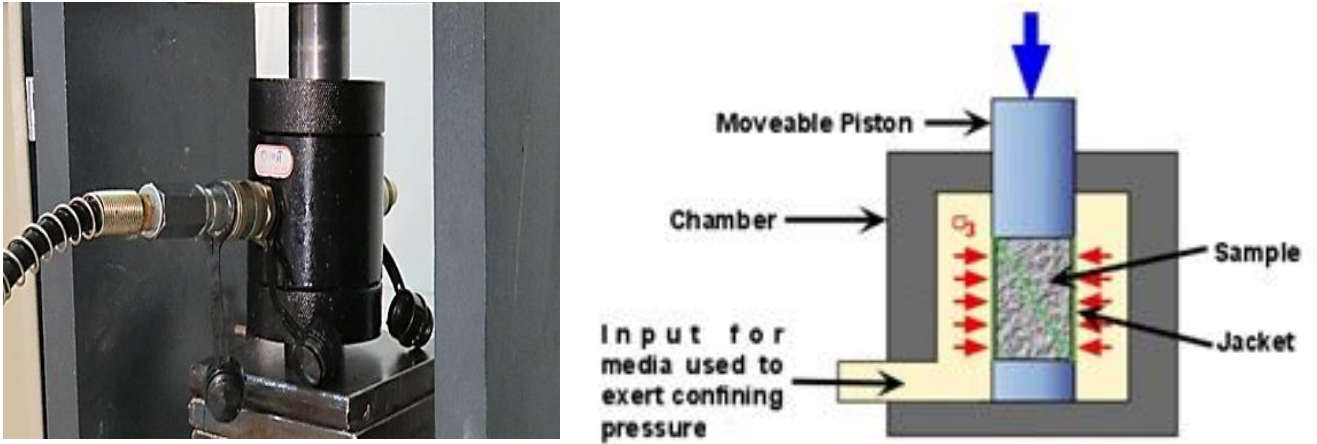 Moveable Piston
Chamber
σ3
Sample
Input for
media used to
exert confining
pressure
Jacket